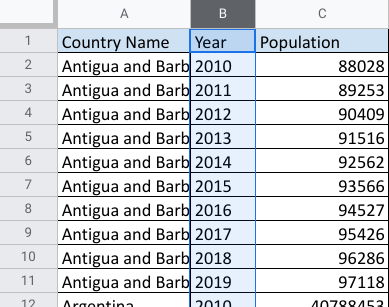 A B C
1 Country Name Year Population
2 Antigua and Barb 2010 88028
3 Antigua and Barb 2011 89253
4 Antigua and Barb 2012 90409
5 Antigua and Barb 2013 91516
6 Antigua and Barb 2014 92562
7 Antigua and Barb 2015 93566
8 Antigua and Barb 2016 94527
9 Antigua and Barb 2017 95426
10 Antigua and Barb 2018 96286
11 Antigua and Barb 2019 97118
12 Argentina 2010 40788453